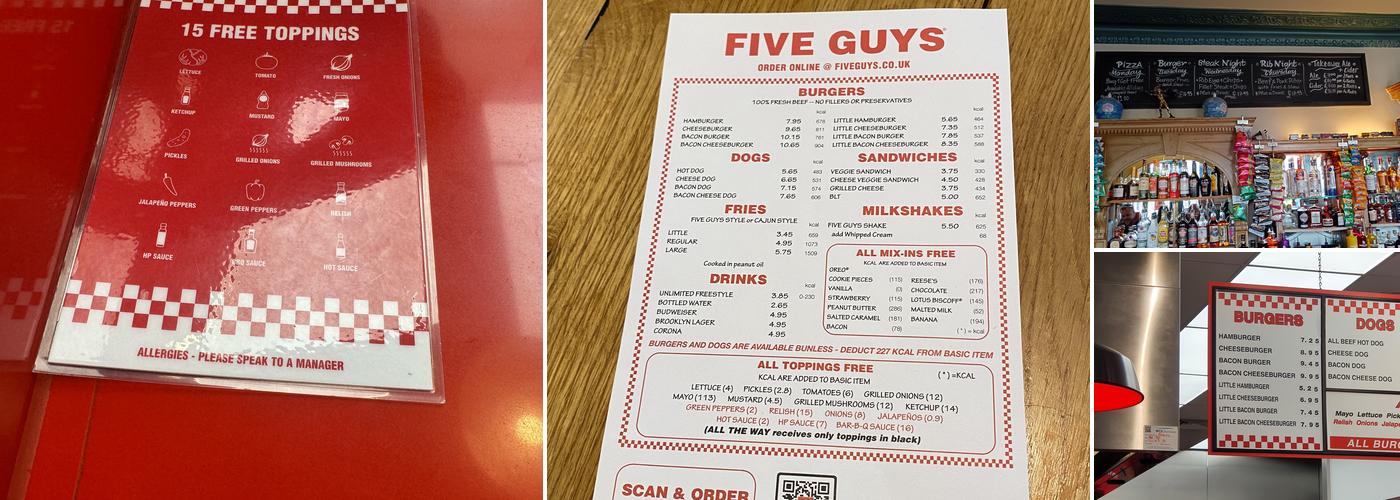 15 FREE TOPPINGS
LETTUCE TOMATO FRESH ONIONS
KETCHUP MUSTARD MAYO
PICKLES GRILLED ONIONS GRILLED MUSHROOMS
JALAPEÑO PEPPERS GREEN PEPPERS RELISH
HP SAUCE BBQ SAUCE HOT SAUCE
ALLERGIES - PLEASE SPEAK TO A MANAGER
FIVE GUYS
ORDER ONLINE @ FIVEGUYS.CO.UK
BURGERS
100% FRESH BEEF – NO FILLERS OR PRESERVATIVES
kcal
HAMBURGER 7.95 678
CHEESEBURGER 9.65 811
BACON BURGER 10.15 761
BACON CHEESEBURGER 10.65 904
kcal
LITTLE HAMBURGER 5.65 464
LITTLE CHEESEBURGER 7.35 512
LITTLE BACON BURGER 7.85 537
LITTLE BACON CHEESEBURGER 8.35 588
DOGS kcal
HOT DOG 5.65 483
CHEESE DOG 6.65 531
BACON DOG 7.15 574
BACON CHEESE DOG 7.65 606
SANDWICHES kcal
VEGGIE SANDWICH 3.75 330
CHEESE VEGGIE SANDWICH 4.50 428
GRILLED CHEESE 3.75 434
BLT 5.00 652
FRIES
FIVE GUYS STYLE or CAJUN STYLE
kcal
LITTLE 3.45 659
REGULAR 4.95 1073
LARGE 5.75 1509
Cooked in peanut oil
MILKSHAKES kcal
FIVE GUYS SHAKE 5.50 625
add Whipped Cream 68
ALL MIX-INS FREE
KCAL ARE ADDED TO BASIC ITEM
OREO®
COOKIE PIECES (115) REESE'S (176)
VANILLA (0) CHOCOLATE (217)
STRAWBERRY (115) LOTUS BISCOFF® (145)
PEANUT BUTTER (286) MALTED MILK (52)
SALTED CARAMEL (181) BANANA (194)
BACON (78) (*) = kcal
DRINKS kcal
UNLIMITED FREESTYLE 3.85 0-230
BOTTLED WATER 2.65
BUDWEISER 4.95
BROOKLYN LAGER 4.95
CORONA 4.95
BURGERS AND DOGS ARE AVAILABLE BUNLESS - DEDUCT 227 KCAL FROM BASIC ITEM
ALL TOPPINGS FREE
KCAL ARE ADDED TO BASIC ITEM (*)=KCAL
LETTUCE (4) PICKLES (2.8) TOMATOES (6) GRILLED ONIONS (12)
MAYO (113) MUSTARD (4.5) GRILLED MUSHROOMS (12) KETCHUP (14)
GREEN PEPPERS (2) RELISH (15) ONIONS (8) JALAPEÑOS (0.9)
HOT SAUCE (2) HP SAUCE (7) BAR-B-Q SAUCE (16)
(ALL THE WAY receives only toppings in black)
SCAN & ORDER
Pizza Monday
Burger Tuesday
Steak Night Wednesday
Rib Night Thursday
Takeaway Ale + Cider
BURGERS
HAMBURGER 7.25
CHEESEBURGER 8.95
BACON BURGER 9.45
BACON CHEESEBURGER 9.95
LITTLE HAMBURGER 5.25
LITTLE CHEESEBURGER 6.95
LITTLE BACON BURGER 7.45
LITTLE BACON CHEESEBURGER 7.95
DOGS
ALL BEEF HOT DOG
CHEESE DOG
BACON DOG
BACON CHEESE DOG
Mayo Lettuce Pick
Relish Onions Jalap
ALL BURG